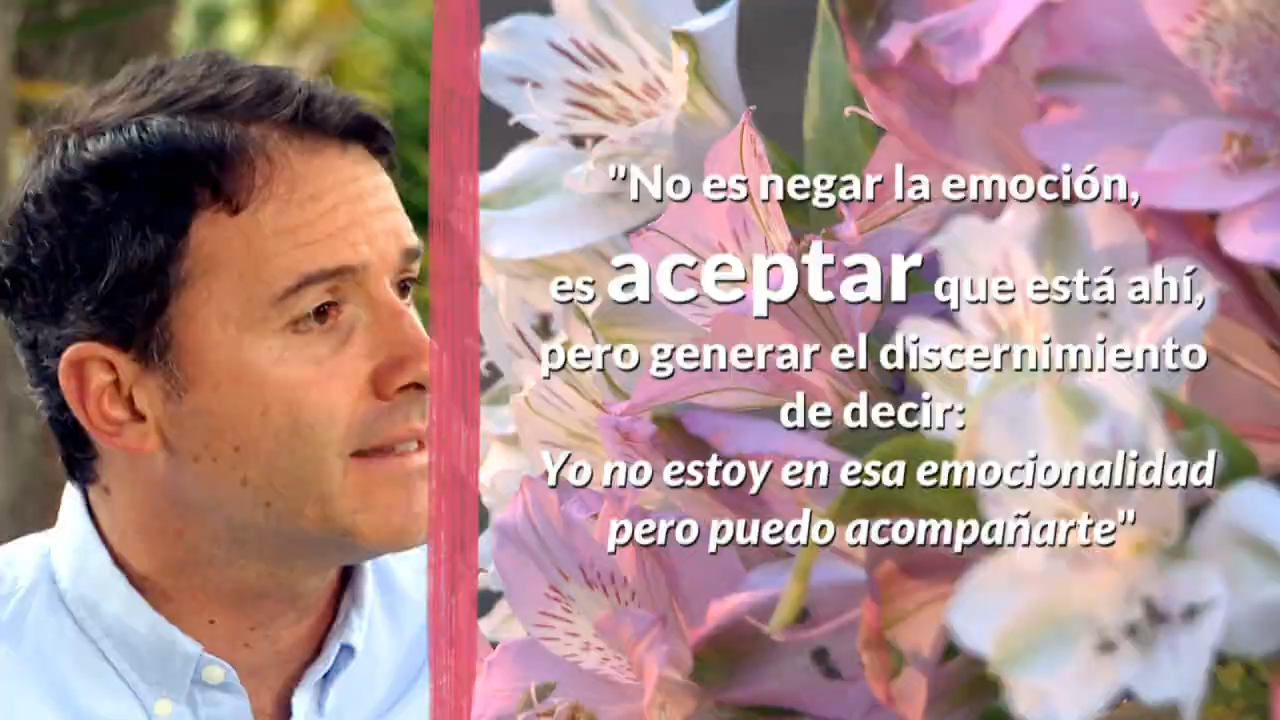 "No es negar la emoción,
es aceptar que está ahí,
pero generar el discernimiento
de decir:
Yo no estoy en esa emocionalidad
pero puedo acompañarte"